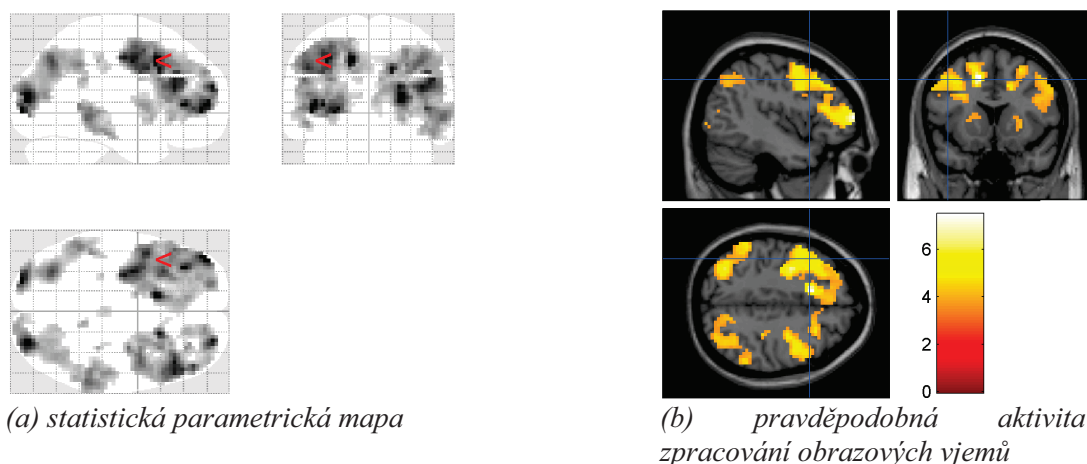 6
4
2
0
(a) statistická parametrická mapa
(b) pravděpodobná aktivita
zpracování obrazových vjemů